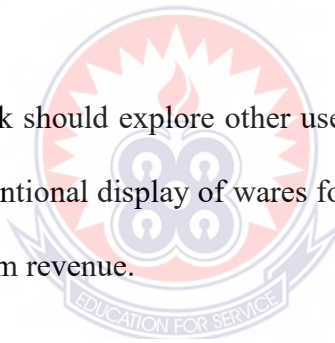 k should explore other use
ntional display of wares fo
m revenue.
EDUCATION FOR SERVICE